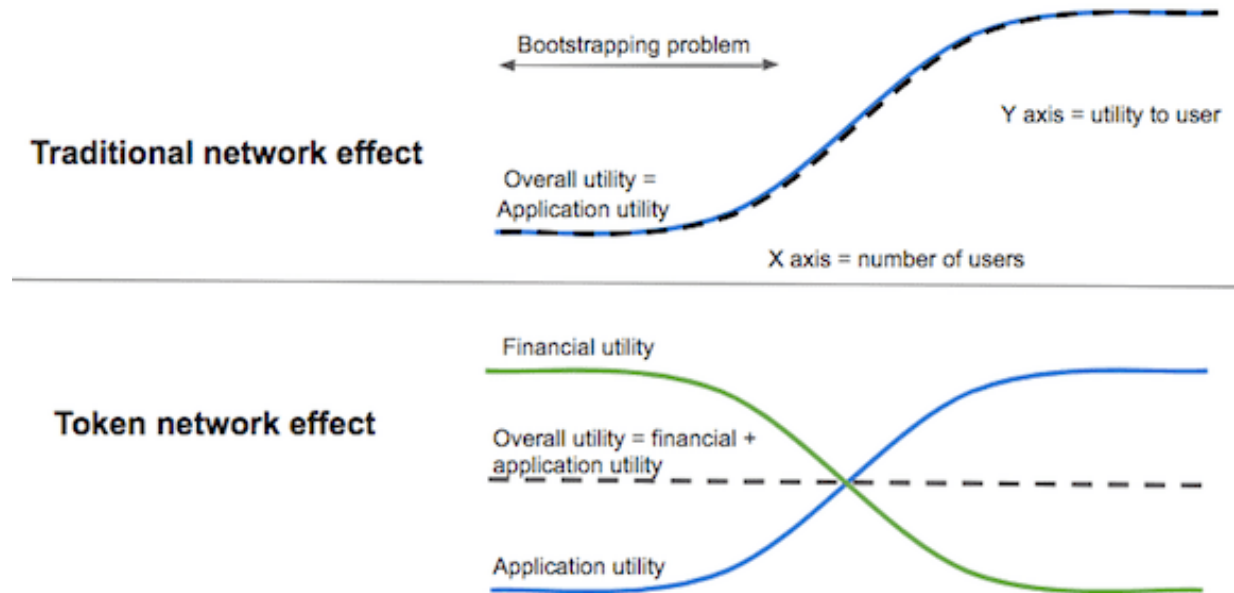 Bootstrapping problem
Y axis = utility to user
Traditional network effect
Overall utility =
Application utility
X axis = number of users
Financial utility
Token network effect
Overall utility = financial +
application utility
Application utility